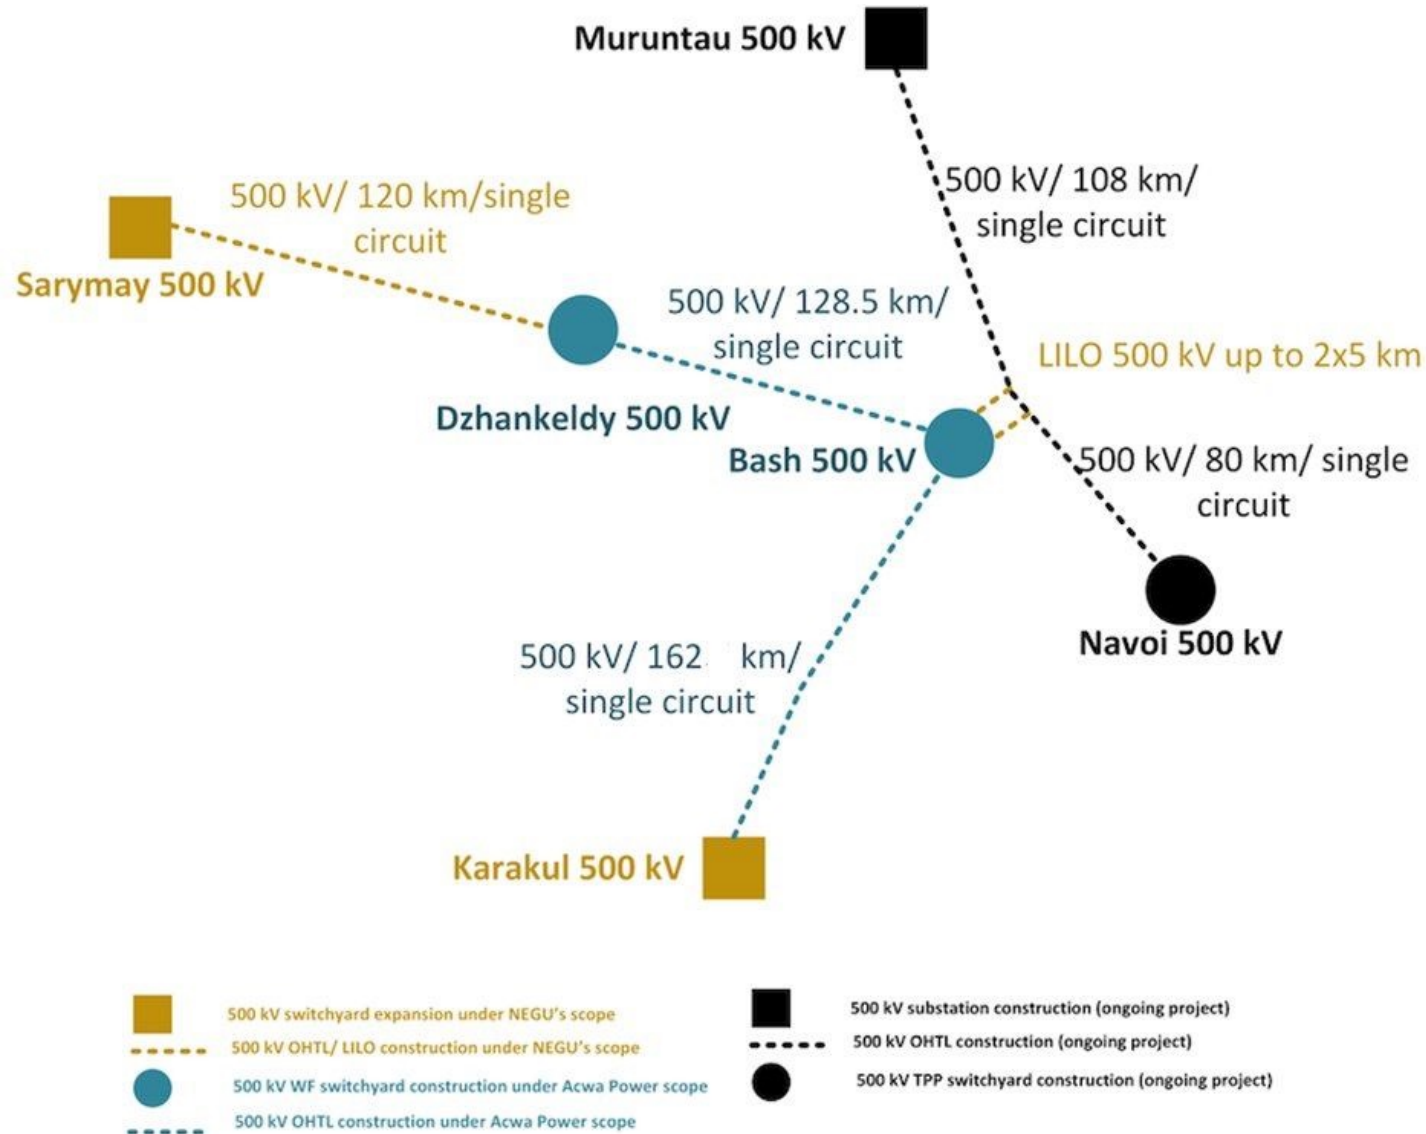 Muruntau 500 kV
500 kV/ 108 km/
single circuit
500 kV/ 120 km/single
circuit
Sarymay 500 kV
500 kV/ 128.5 km/
single circuit
LILO 500 kV up to 2x5 km
Dzhankeldy 500 kV
Bash 500 kV
500 kV/ 80 km/ single
circuit
Navoi 500 kV
500 kV/ 162 km/
single circuit
Karakul 500 kV
500 kV switchyard expansion under NEGU's scope
500 kV OHTL/ LILO construction under NEGU's scope
500 kV WF switchyard construction under Acwa Power scope
500 kV OHTL construction under Acwa Power scope
500 kV substation construction (ongoing project)
500 kV OHTL construction (ongoing project)
500 kV TPP switchyard construction (ongoing project)